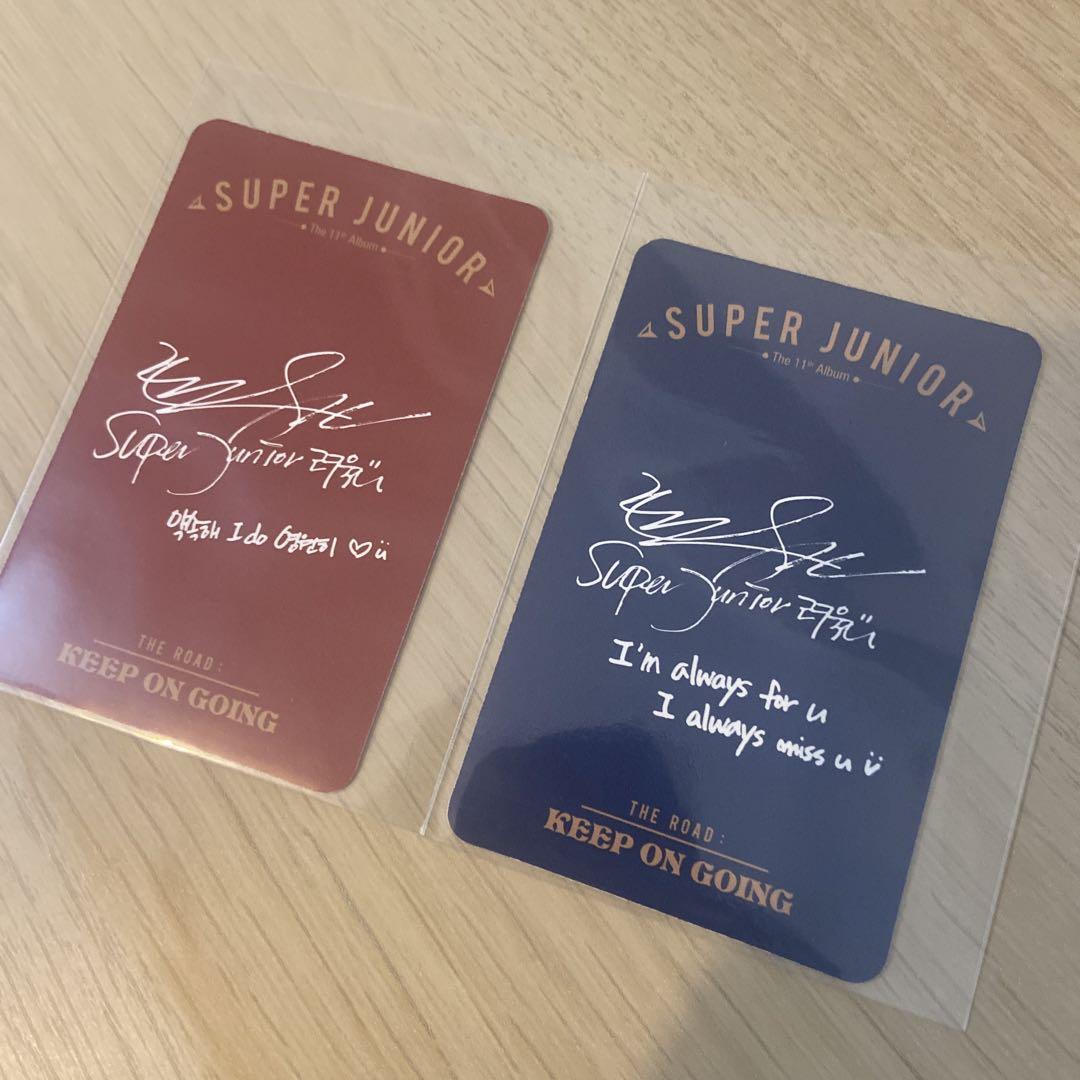 SUPER JUNIOR
The 11th Album
Super Junior 려욱
약속해 I do 영원히 ♡
THE ROAD :
KEEP ON GOING
SUPER JUNIOR
The 11th Album
Super Junior 려욱
I'm always for u
I always miss u
THE ROAD :
KEEP ON GOING